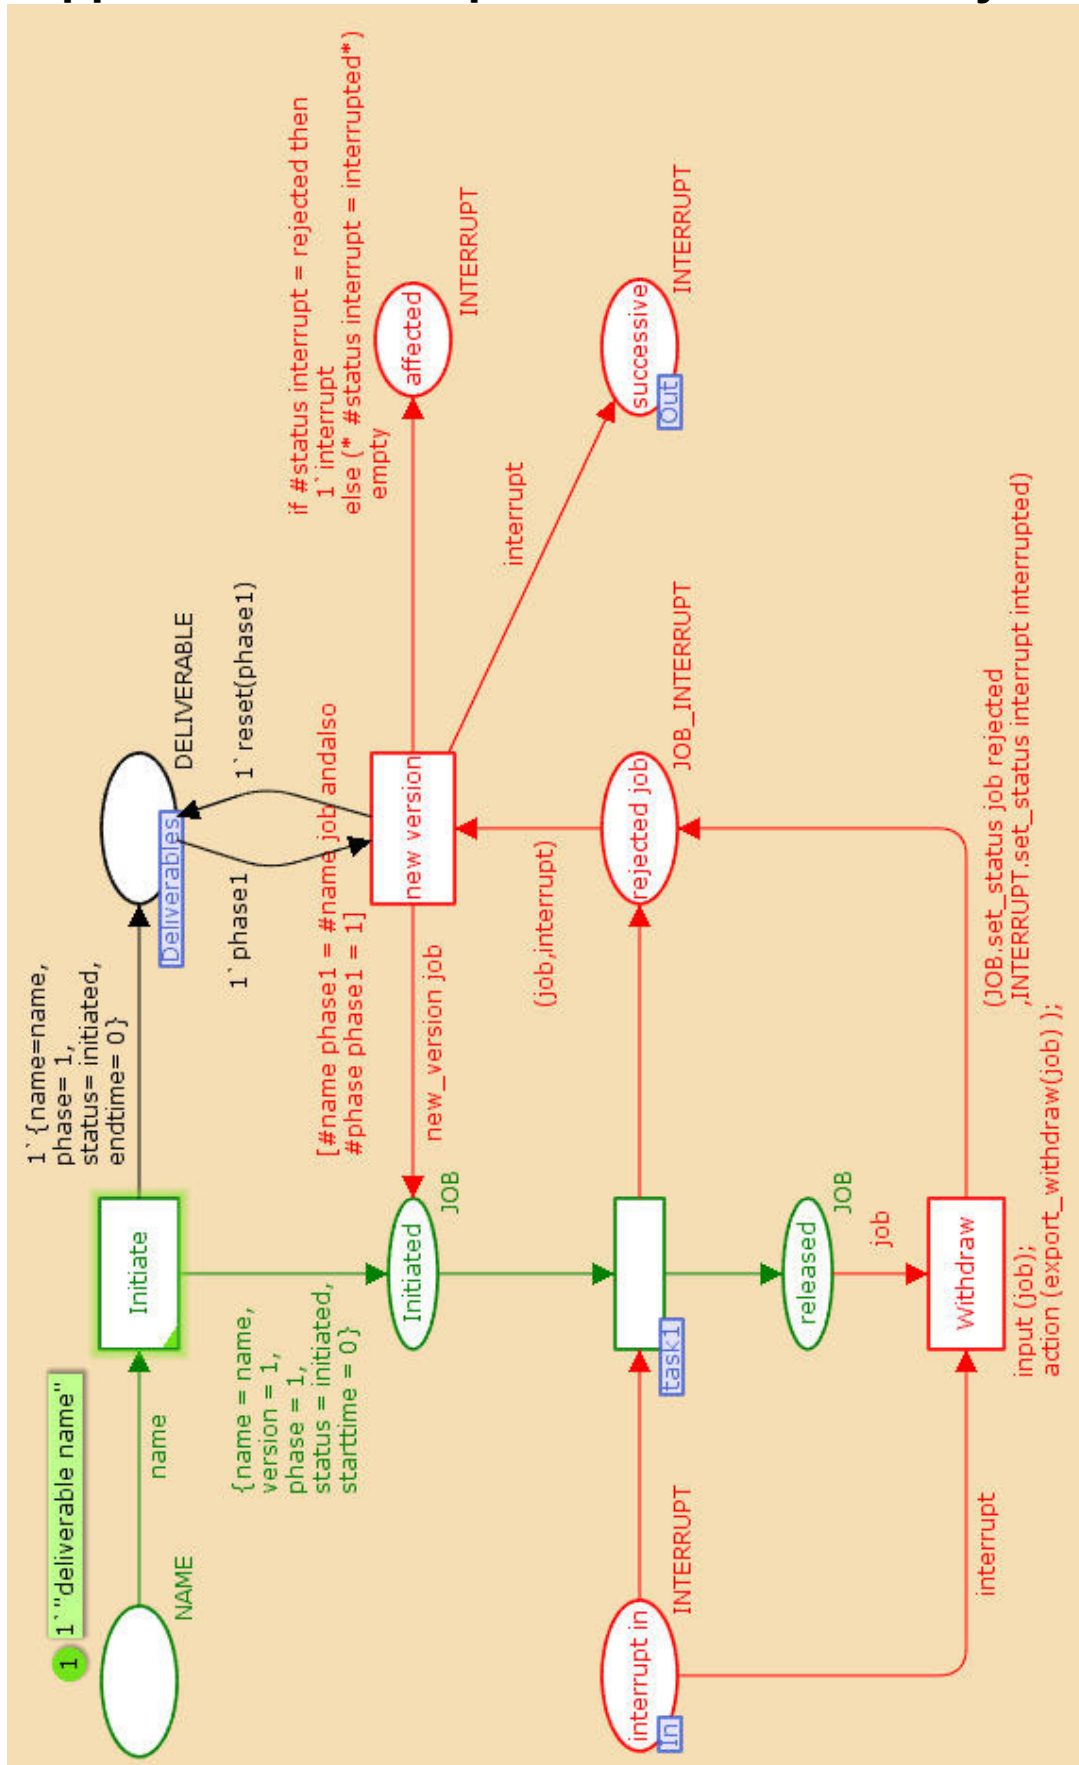 1
1`"deliverable name"
NAME
name
Initiate
1`{name=name,
phase= 1,
status= initiated,
endtime= 0}
Deliverables
DELIVERABLE
{name = name,
version = 1,
phase = 1,
status = initiated,
starttime = 0}
1`phase1
1`reset(phase1)
[#name phase1 = #name job andalso
#phase phase1 = 1]
if #status interrupt = rejected then
1`interrupt
else (* #status interrupt = interrupted*)
empty
Initiated
JOB
new_version job
new version
affected
INTERRUPT
(job,interrupt)
interrupt
interrupt in
In
INTERRUPT
task1
rejected job
JOB_INTERRUPT
successive
Out
INTERRUPT
released
JOB
job
interrupt
Withdraw
input (job);
action (export_withdraw(job) );
(JOB.set_status job rejected
,INTERRUPT.set_status interrupt interrupted)